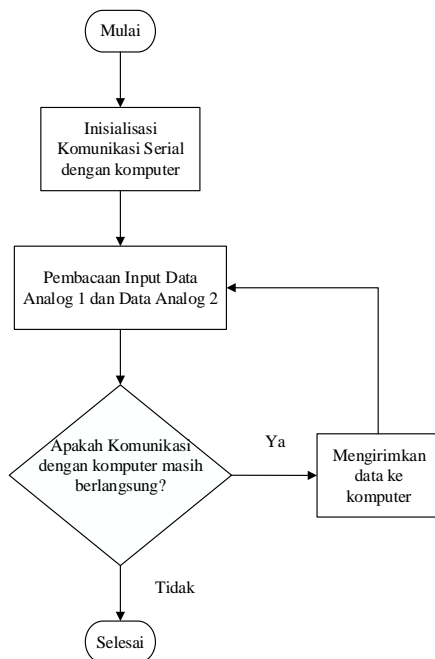 Mulai
Inisialisasi
Komunikasi Serial
dengan komputer
Pembacaan Input Data
Analog 1 dan Data Analog 2
Apakah Komunikasi
dengan komputer masih
berlangsung?
Ya
Mengirimkan
data ke
komputer
Tidak
Selesai